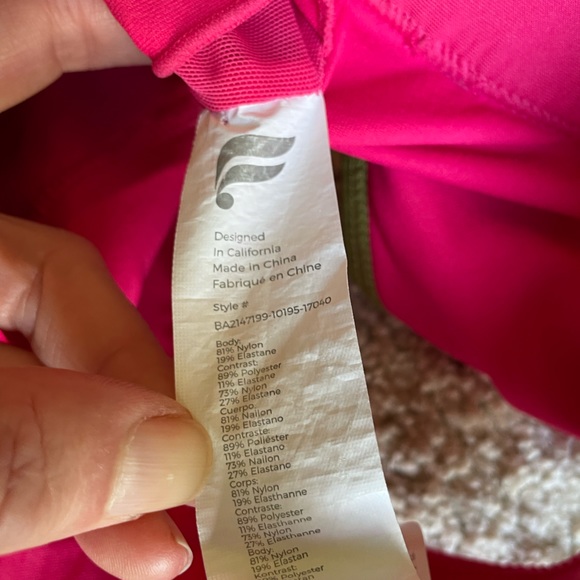 Designed
In California
Made in China
Fabriqué en Chine
Style #
BA2147199-10195-17040
Body:
81% Nylon
19% Elastane
Contrast:
89% Polyester
11% Elastane
73% Nylon
27% Elastane
Cuerpo:
81% Nailon
19% Elastano
Contraste:
89% Poliéster
11% Elastano
73% Nailon
27% Elastano
Corps:
81% Nylon
19% Elasthanne
Contraste:
89% Polyester
11% Elasthanne
73% Nylon
27% Elasthanne
Body:
81% Nylon
19% Elastan
Kontrast: